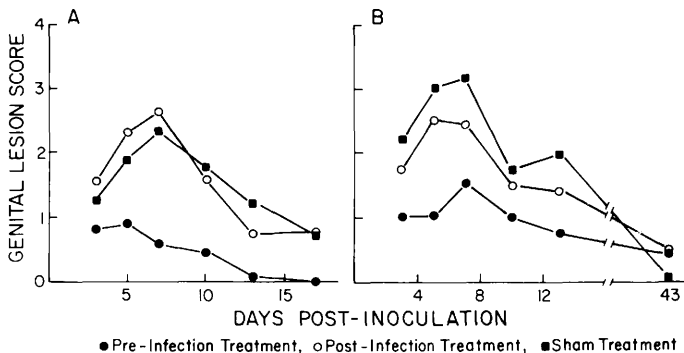 A
B
4
3
2
1
0
GENITAL LESION SCORE
5 10 15
4 8 12 43
DAYS POST-INOCULATION
● Pre-Infection Treatment, ○ Post-Infection Treatment, ■ Sham Treatment